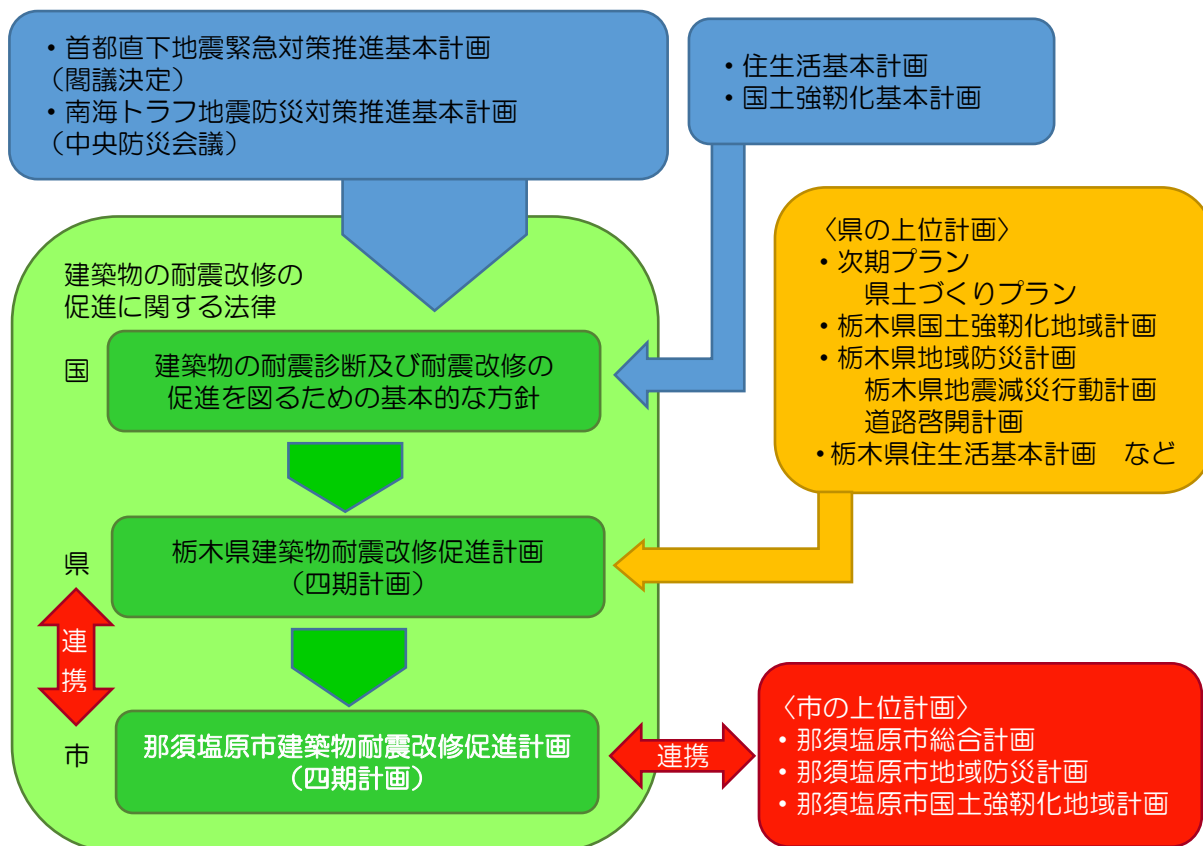 ・首都直下地震緊急対策推進基本計画
（閣議決定）
・南海トラフ地震防災対策推進基本計画
（中央防災会議）
・住生活基本計画
・国土強靭化基本計画
〈県の上位計画〉
・次期プラン
県土づくりプラン
・栃木県国土強靭化地域計画
・栃木県地域防災計画
栃木県地震減災行動計画
道路啓開計画
・栃木県住生活基本計画　など
建築物の耐震改修の
促進に関する法律
国
建築物の耐震診断及び耐震改修の
促進を図るための基本的な方針
県
栃木県建築物耐震改修促進計画
（四期計画）
連
携
市
那須塩原市建築物耐震改修促進計画
（四期計画）
連携
〈市の上位計画〉
・那須塩原市総合計画
・那須塩原市地域防災計画
・那須塩原市国土強靭化地域計画